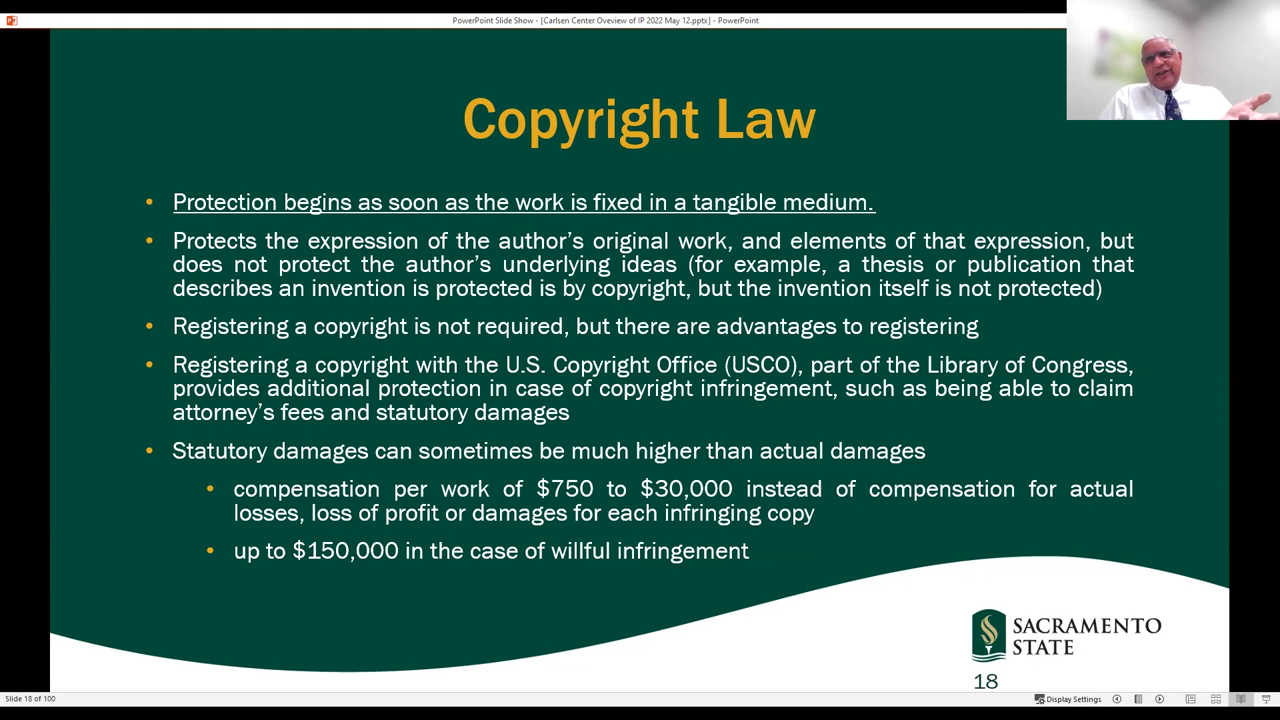 PowerPoint Slide Show - [Carlsen Center Oveview of IP 2022 May 12.pptx] - PowerPoint
Copyright Law
• Protection begins as soon as the work is fixed in a tangible medium.
• Protects the expression of the author's original work, and elements of that expression, but
does not protect the author's underlying ideas (for example, a thesis or publication that
describes an invention is protected is by copyright, but the invention itself is not protected)
• Registering a copyright is not required, but there are advantages to registering
• Registering a copyright with the U.S. Copyright Office (USCO), part of the Library of Congress,
provides additional protection in case of copyright infringement, such as being able to claim
attorney's fees and statutory damages
• Statutory damages can sometimes be much higher than actual damages
• compensation per work of $750 to $30,000 instead of compensation for actual
losses, loss of profit or damages for each infringing copy
• up to $150,000 in the case of willful infringement
SACRAMENTO
STATE
18
Slide 18 of 100
Display Settings